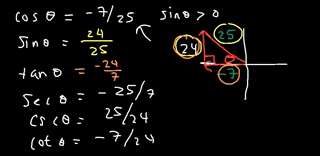 cos θ = -7/25 sin θ > 0
sin θ = 24/25
tan θ = -24/7
sec θ = -25/7
csc θ = 25/24
cot θ = -7/24
25
24
θ
-7